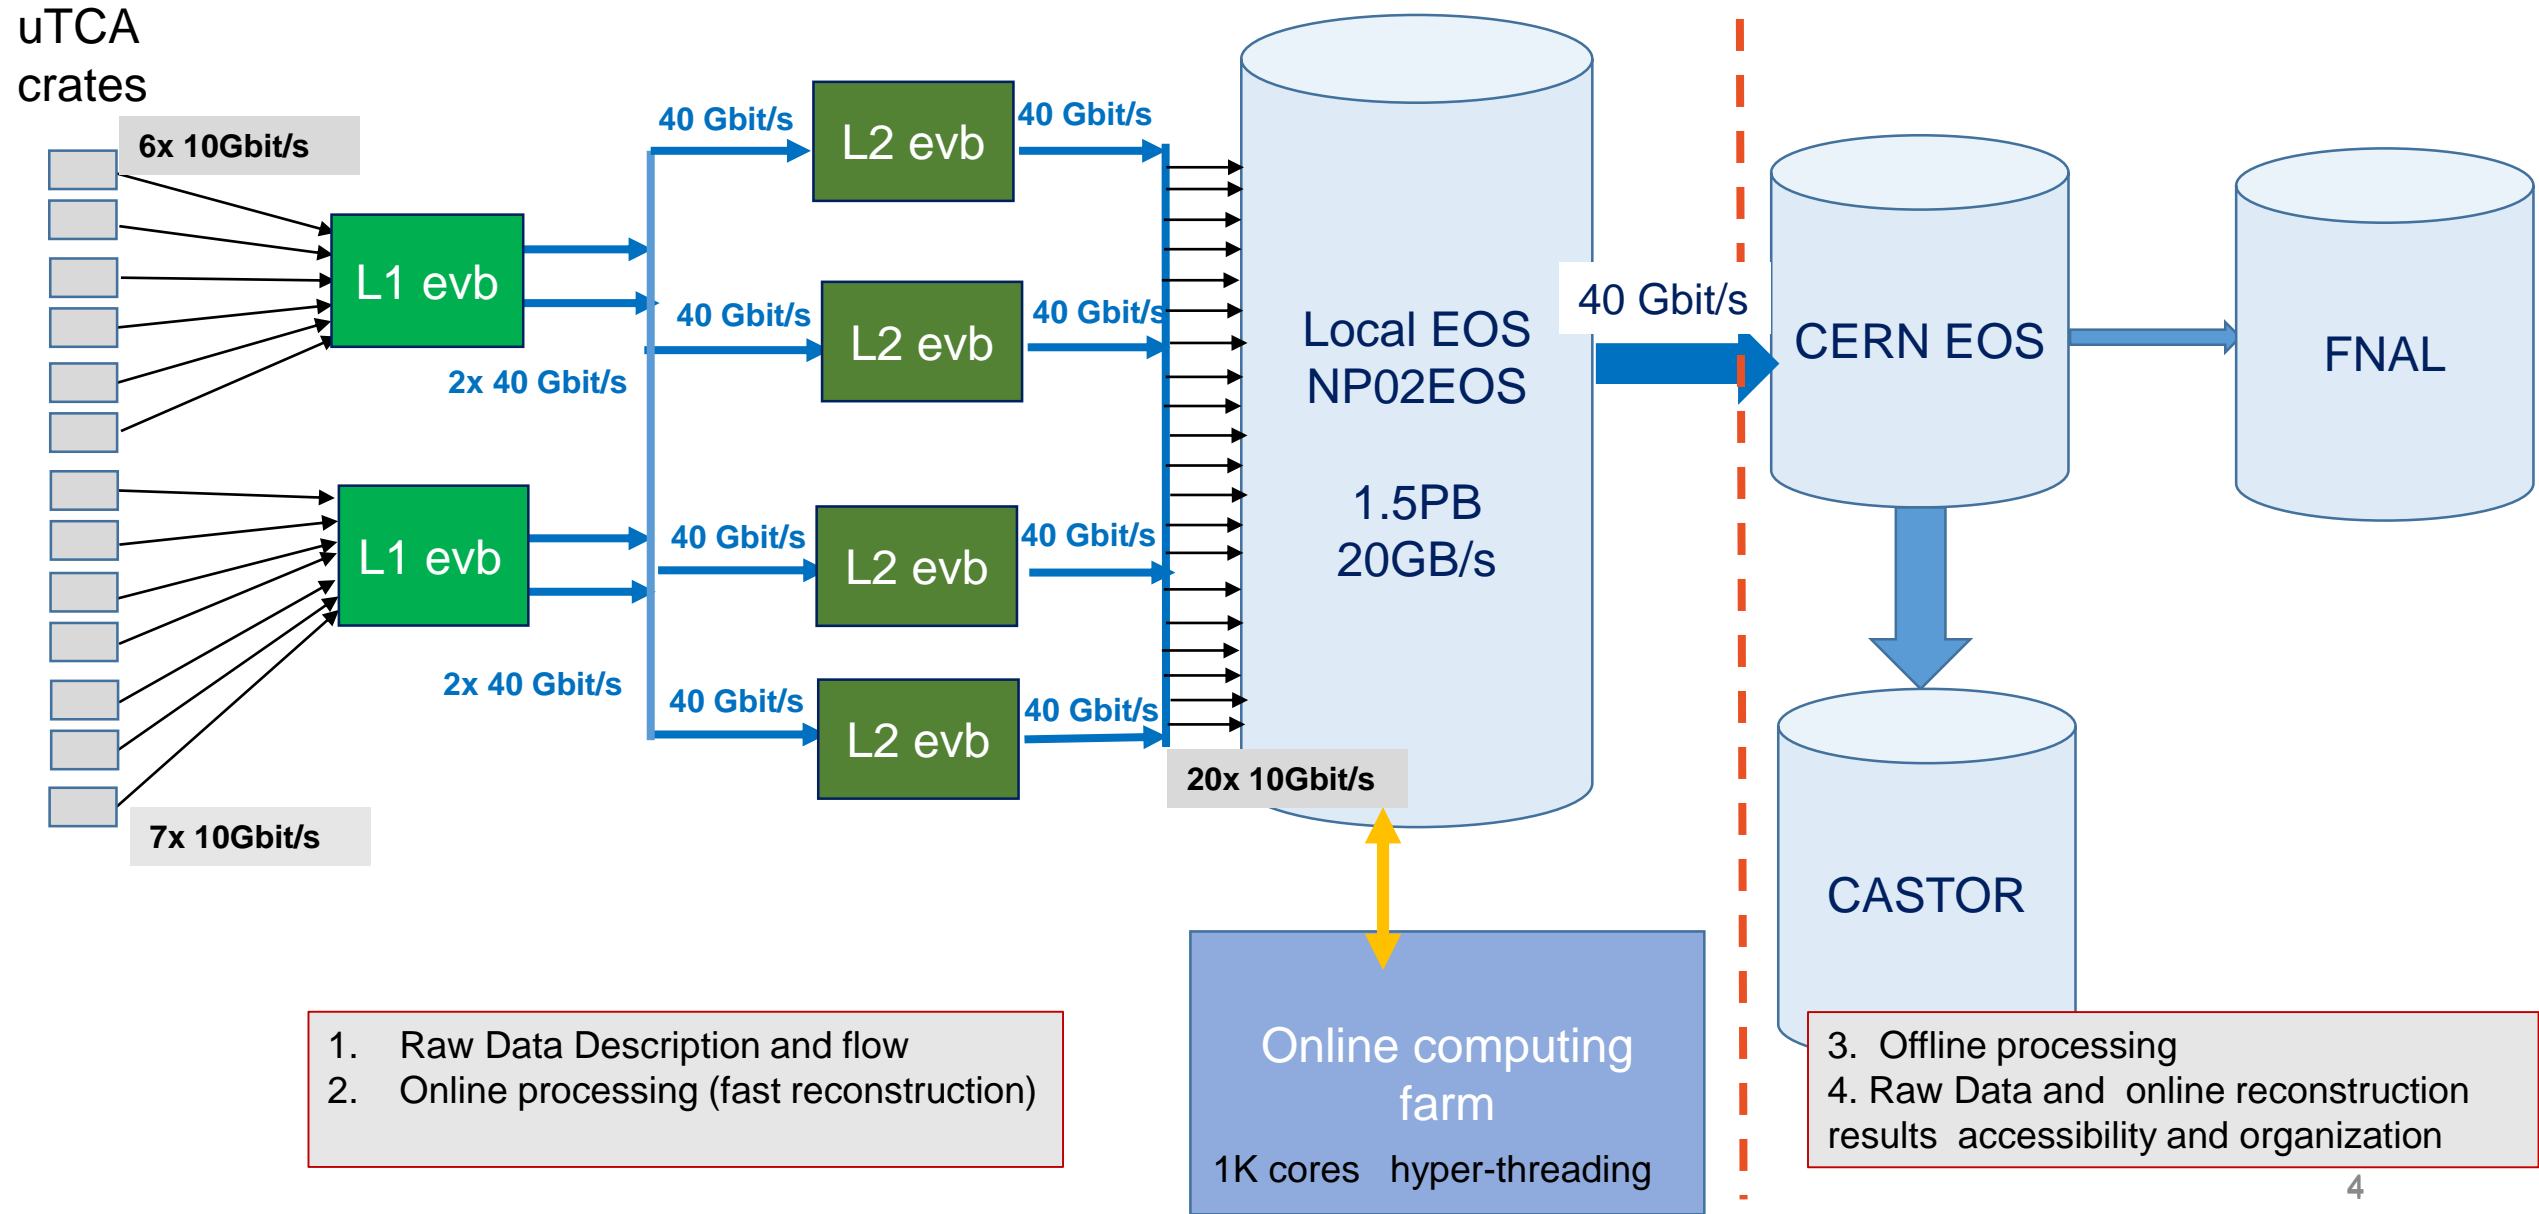 uTCA
crates
6x 10Gbit/s
7x 10Gbit/s
L1 evb
L1 evb
2x 40 Gbit/s
2x 40 Gbit/s
40 Gbit/s
L2 evb
40 Gbit/s
40 Gbit/s
L2 evb
40 Gbit/s
40 Gbit/s
L2 evb
40 Gbit/s
40 Gbit/s
L2 evb
40 Gbit/s
20x 10Gbit/s
Local EOS
NP02EOS
1.5PB
20GB/s
40 Gbit/s
CERN EOS
FNAL
CASTOR
Online computing
farm
1K cores hyper-threading
1. Raw Data Description and flow
2. Online processing (fast reconstruction)
3. Offline processing
4. Raw Data and online reconstruction
results accessibility and organization
4